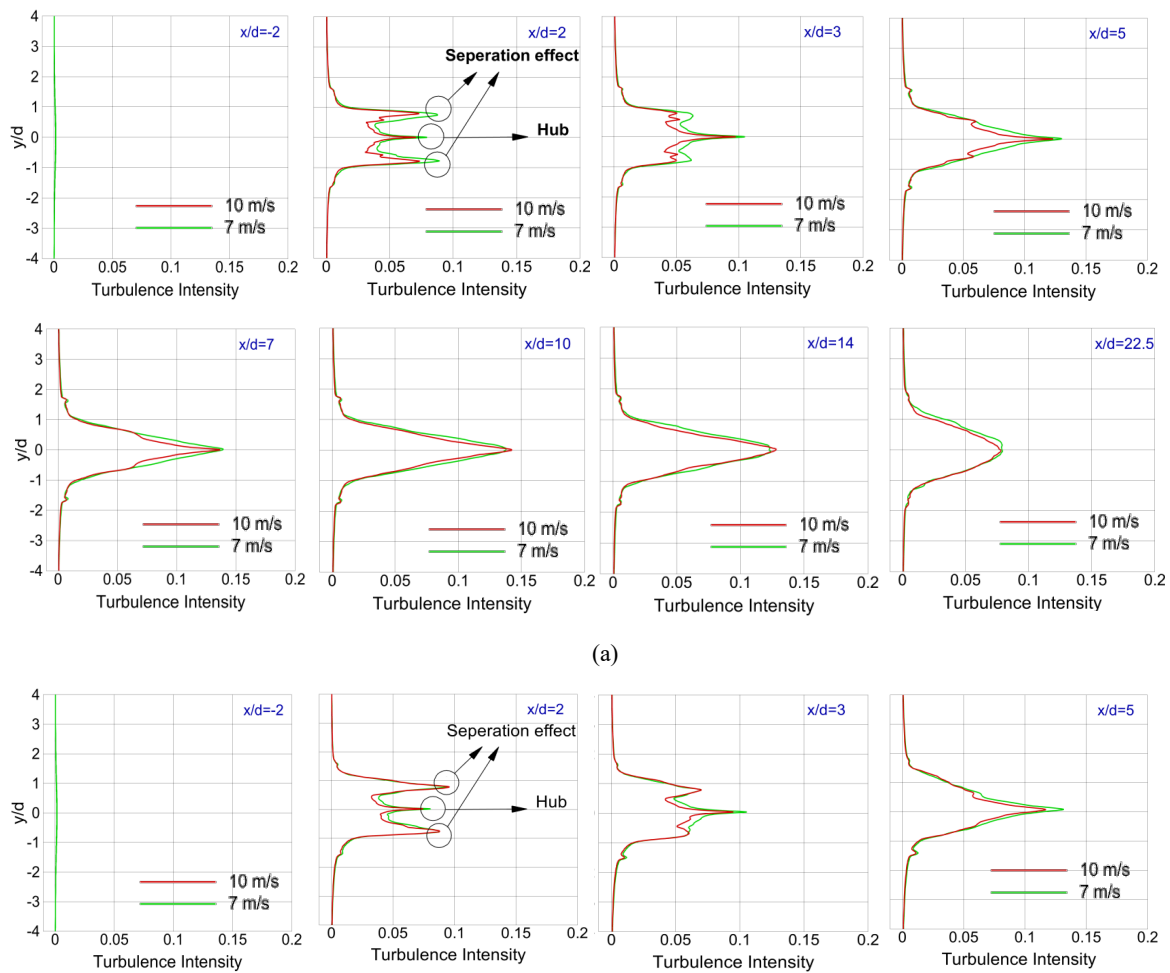 x/d=-2
x/d=2
x/d=3
x/d=5
Seperation effect
Hub
4
3
2
1
0
-1
-2
-3
-4
y/d
10 m/s
7 m/s
10 m/s
7 m/s
10 m/s
7 m/s
10 m/s
7 m/s
0 0.05 0.1 0.15 0.2
0 0.05 0.1 0.15 0.2
0 0.05 0.1 0.15 0.2
0 0.05 0.1 0.15 0.2
Turbulence Intensity
Turbulence Intensity
Turbulence Intensity
Turbulence Intensity
x/d=7
x/d=10
x/d=14
x/d=22.5
4
3
2
1
0
-1
-2
-3
-4
y/d
10 m/s
7 m/s
10 m/s
7 m/s
10 m/s
7 m/s
10 m/s
7 m/s
0 0.05 0.1 0.15 0.2
0 0.05 0.1 0.15 0.2
0 0.05 0.1 0.15 0.2
0 0.05 0.1 0.15 0.2
Turbulence Intensity
Turbulence Intensity
Turbulence Intensity
Turbulence Intensity
(a)
x/d=-2
x/d=2
x/d=3
x/d=5
Seperation effect
Hub
4
3
2
1
0
-1
-2
-3
-4
y/d
10 m/s
7 m/s
10 m/s
7 m/s
0 0.05 0.1 0.15 0.2
0 0.05 0.1 0.15 0.2
0 0.05 0.1 0.15 0.2
0 0.05 0.1 0.15 0.2
Turbulence Intensity
Turbulence Intensity
Turbulence Intensity
Turbulence Intensity